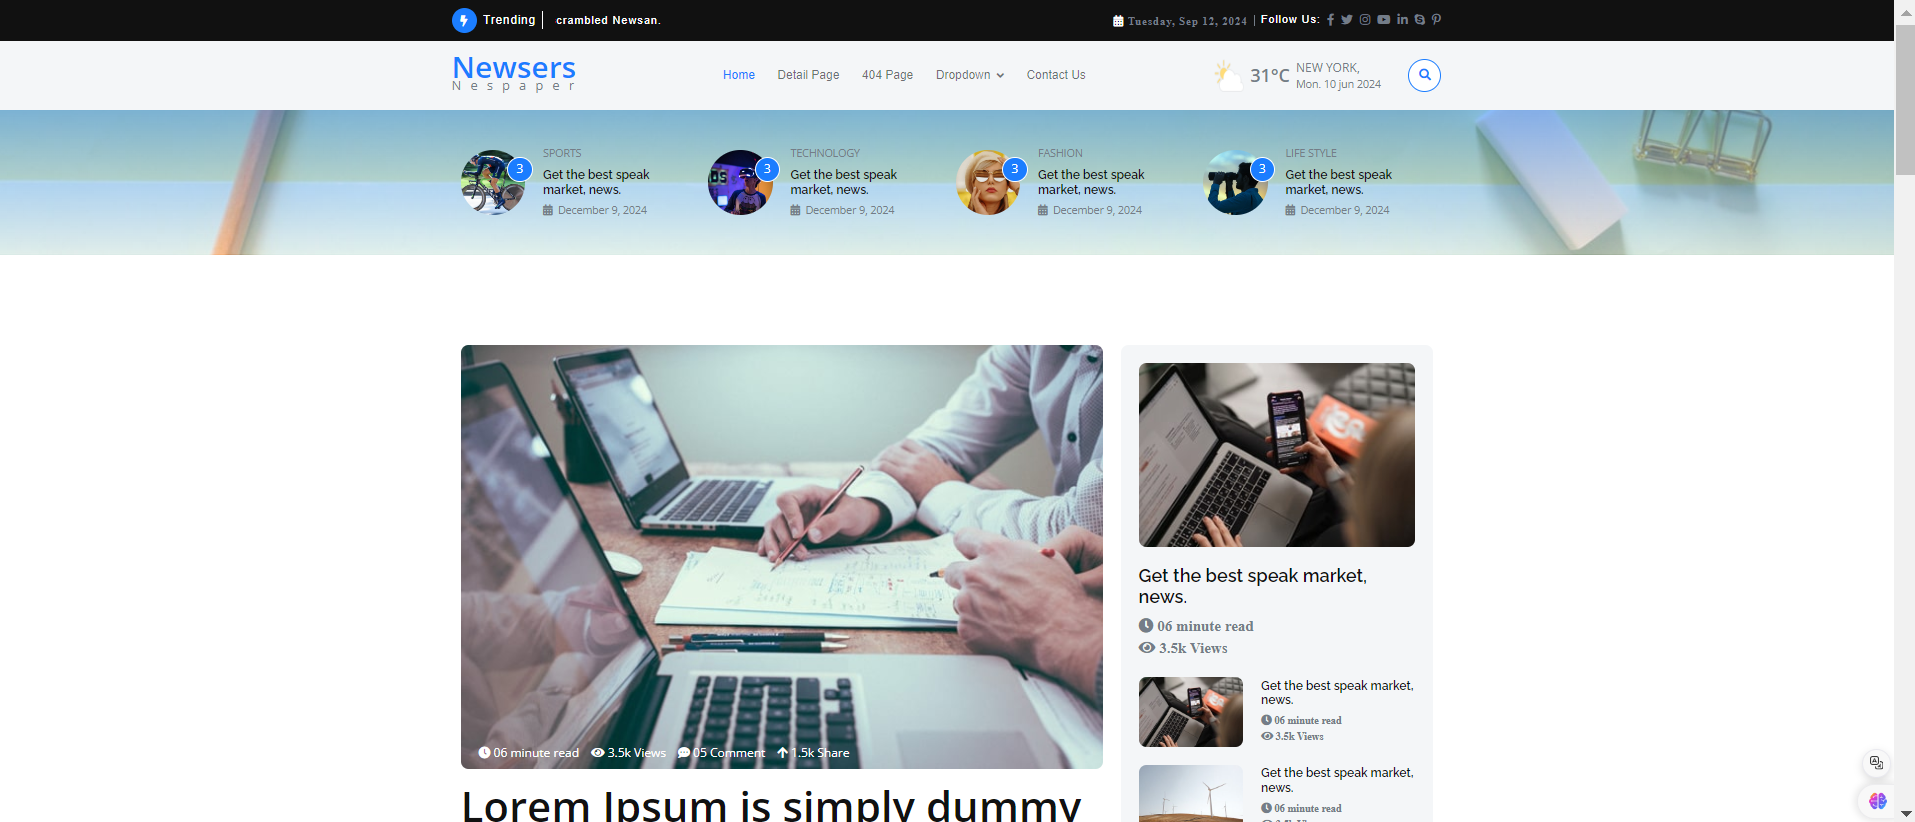 Trending
crambled Newsan.
Tuesday, Sep 12, 2024 | Follow Us:
Newsers
Nespaper
Home
Detail Page
404 Page
Dropdown
Contact Us
31°C
NEW YORK,
Mon. 10 jun 2024
3
SPORTS
Get the best speak
market, news.
December 9, 2024
3
TECHNOLOGY
Get the best speak
market, news.
December 9, 2024
3
FASHION
Get the best speak
market, news.
December 9, 2024
3
LIFE STYLE
Get the best speak
market, news.
December 9, 2024
06 minute read
3.5k Views
05 Comment
1.5k Share
Lorem Ipsum is simply dummy
Get the best speak market,
news.
06 minute read
3.5k Views
Get the best speak market,
news.
06 minute read
3.5k Views
Get the best speak market,
news.
06 minute read